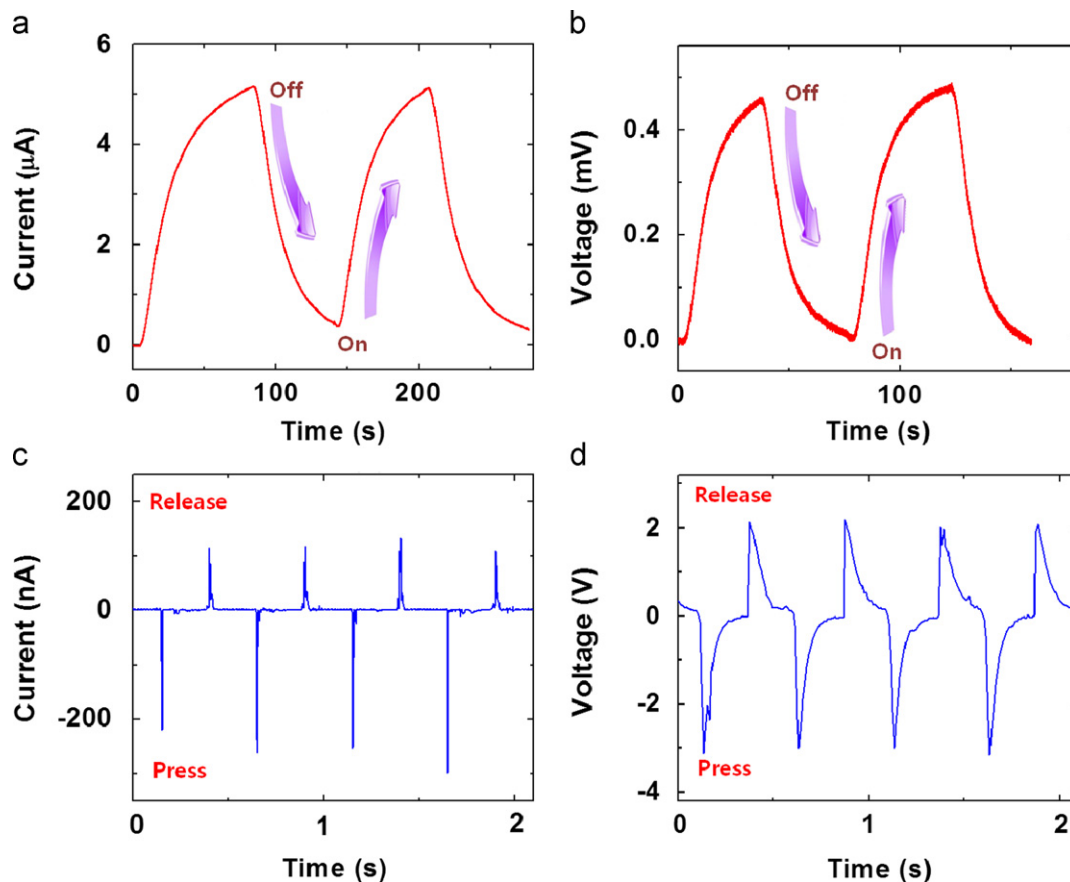 a
6
4
2
0
Current (μA)
Off
On
0
100
200
Time (s)
b
0.4
0.2
0.0
Voltage (mV)
Off
On
0
100
Time (s)
c
200
0
-200
Current (nA)
Release
Press
0
1
2
Time (s)
d
2
0
-2
-4
Voltage (V)
Release
Press
0
1
2
Time (s)